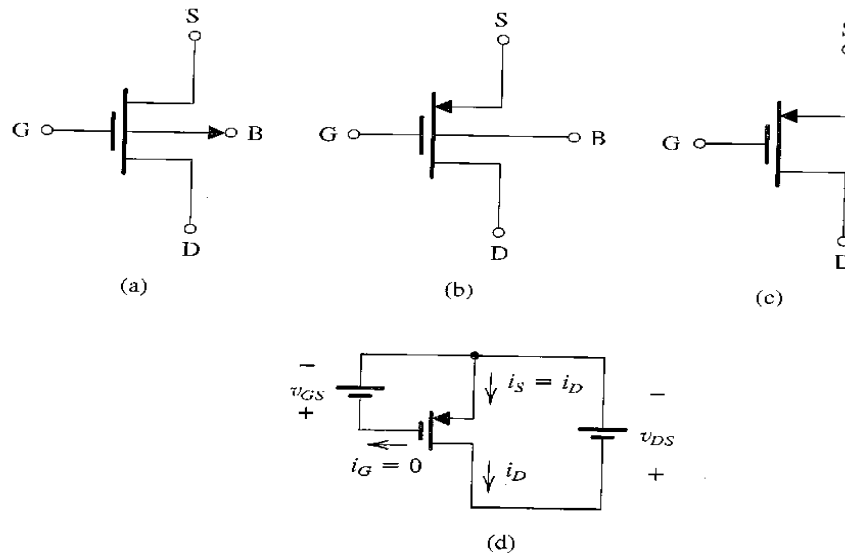 S
G
B
D
(a)
S
G
B
D
(b)
S
G
D
(c)
−
v_GS
+
i_S = i_D
i_G = 0
i_D
−
v_DS
+
(d)